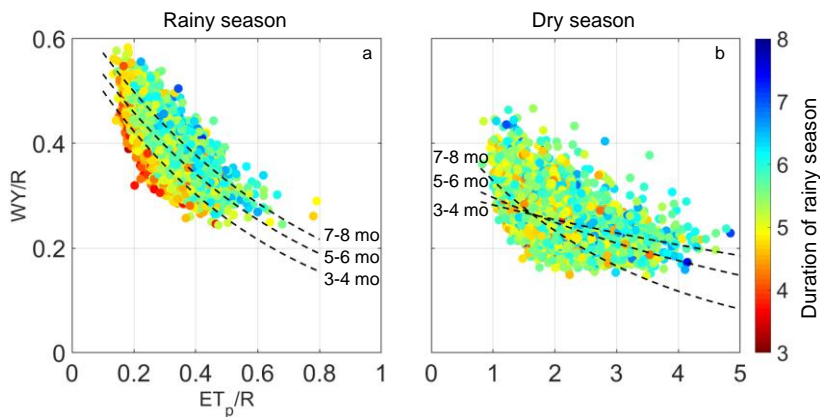 Rainy season
Dry season
a
b
0.6
0.4
0.2
0
WY/R
0
0.2
0.4
0.6
0.8
1
ET_p/R
7-8 mo
5-6 mo
3-4 mo
7-8 mo
5-6 mo
3-4 mo
0
1
2
3
4
5
8
7
6
5
4
3
Duration of rainy season